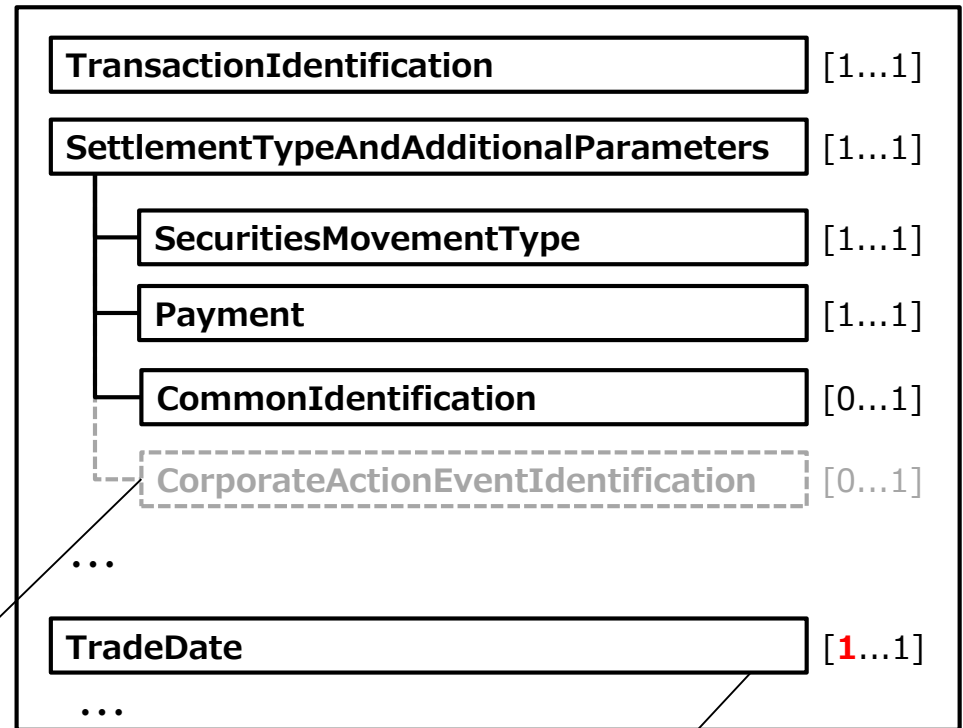 TransactionIdentification [1...1]
SettlementTypeAndAdditionalParameters [1...1]
SecuritiesMovementType [1...1]
Payment [1...1]
CommonIdentification [0...1]
CorporateActionEventIdentification [0...1]
...
TradeDate [1...1]
...